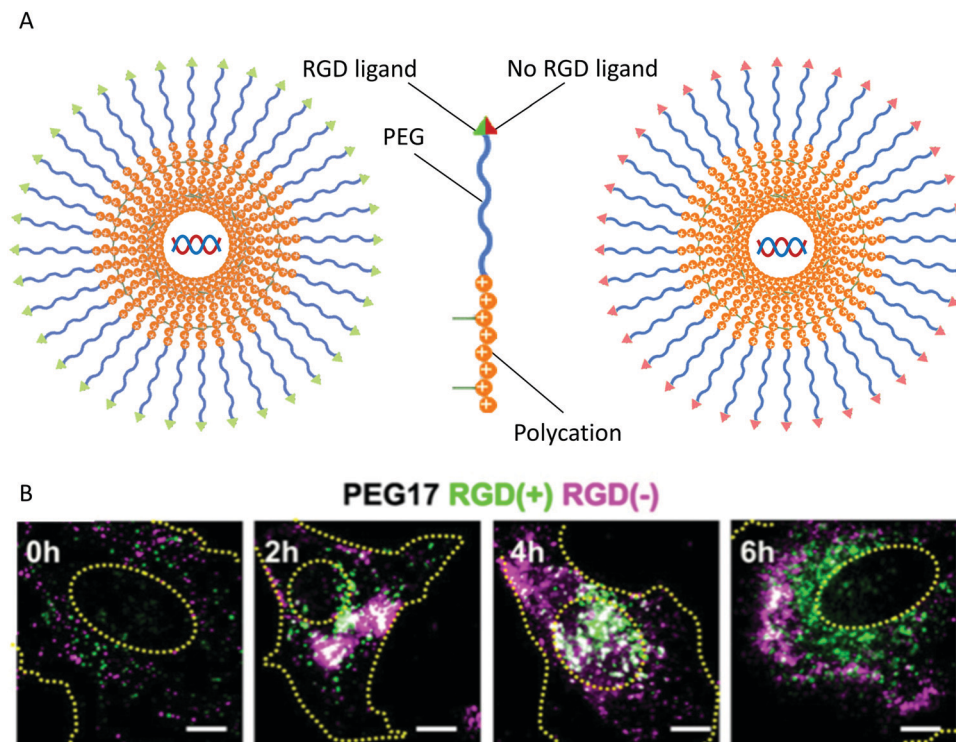 A
RGD ligand
No RGD ligand
PEG
Polycation
B
PEG17 RGD(+) RGD(-)
0h
2h
4h
6h